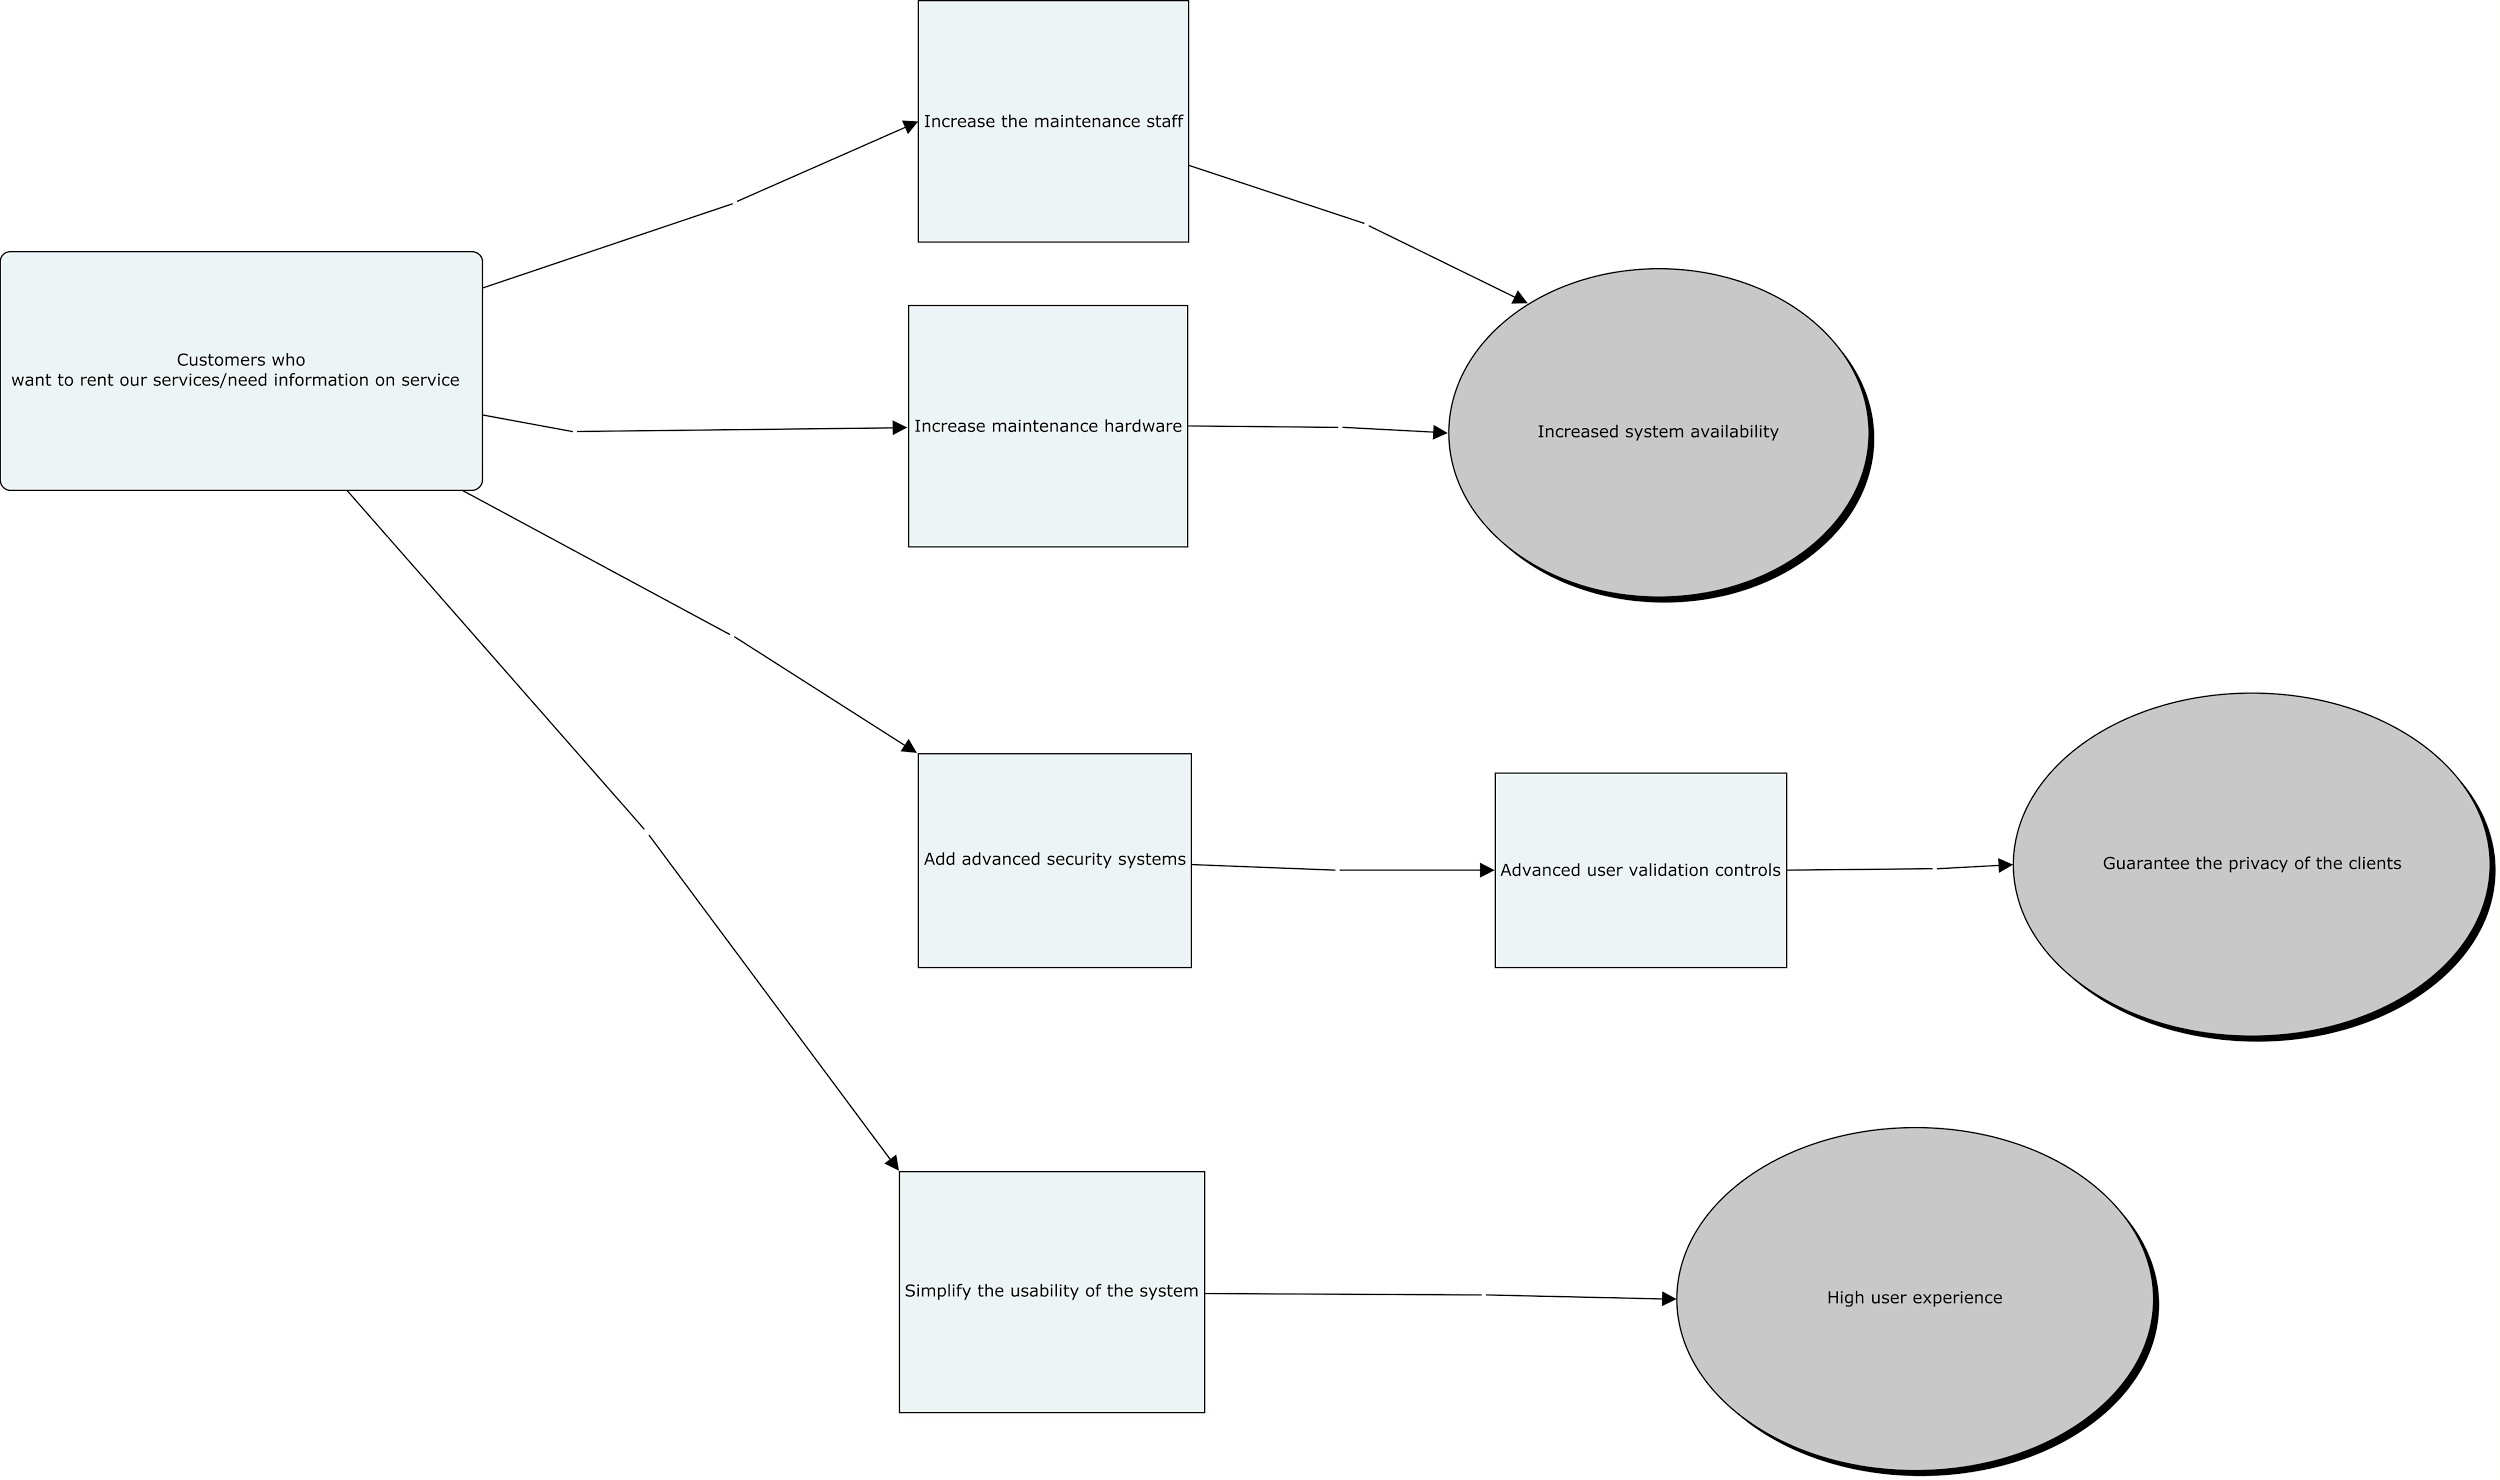 Increase the maintenance staff
Customers who
want to rent our services/need information on service
Increase maintenance hardware
Increased system availability
Add advanced security systems
Advanced user validation controls
Guarantee the privacy of the clients
Simplify the usability of the system
High user experience